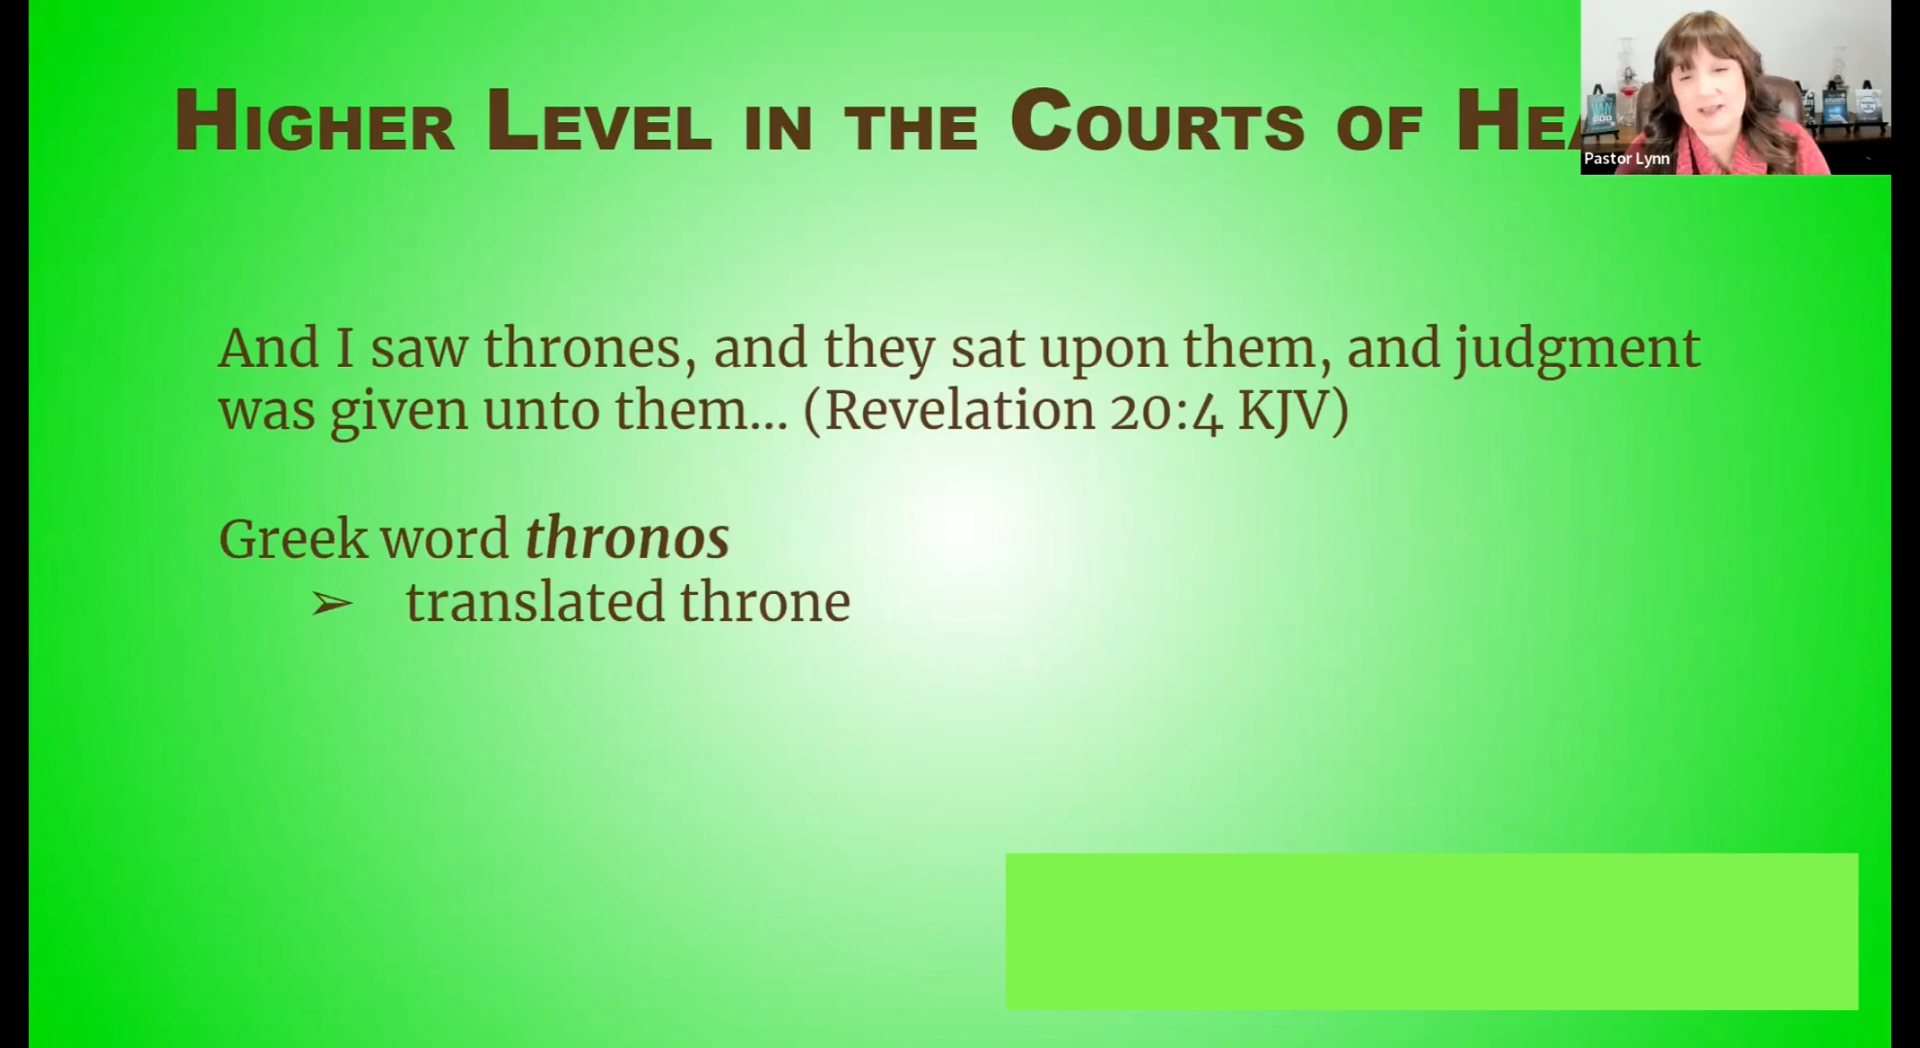 Higher Level in the Courts of
Pastor Lynn
And I saw thrones, and they sat upon them, and judgment
was given unto them... (Revelation 20:4 KJV)
Greek word thronos
➢ translated throne